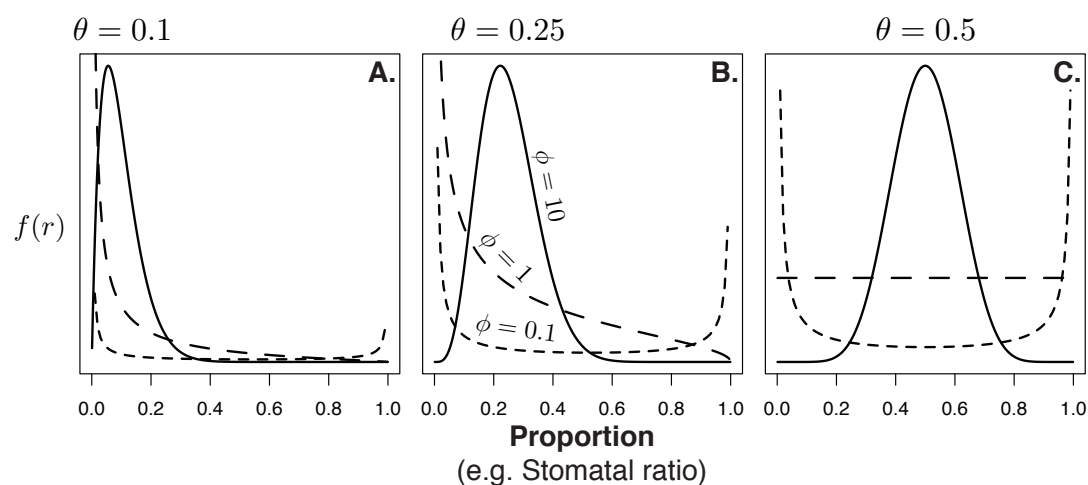 θ = 0.1
θ = 0.25
θ = 0.5
A.
B.
C.
f(r)
ϕ = 10
ϕ = 1
ϕ = 0.1
0.0 0.2 0.4 0.6 0.8 1.0
0.0 0.2 0.4 0.6 0.8 1.0
0.0 0.2 0.4 0.6 0.8 1.0
Proportion
(e.g. Stomatal ratio)